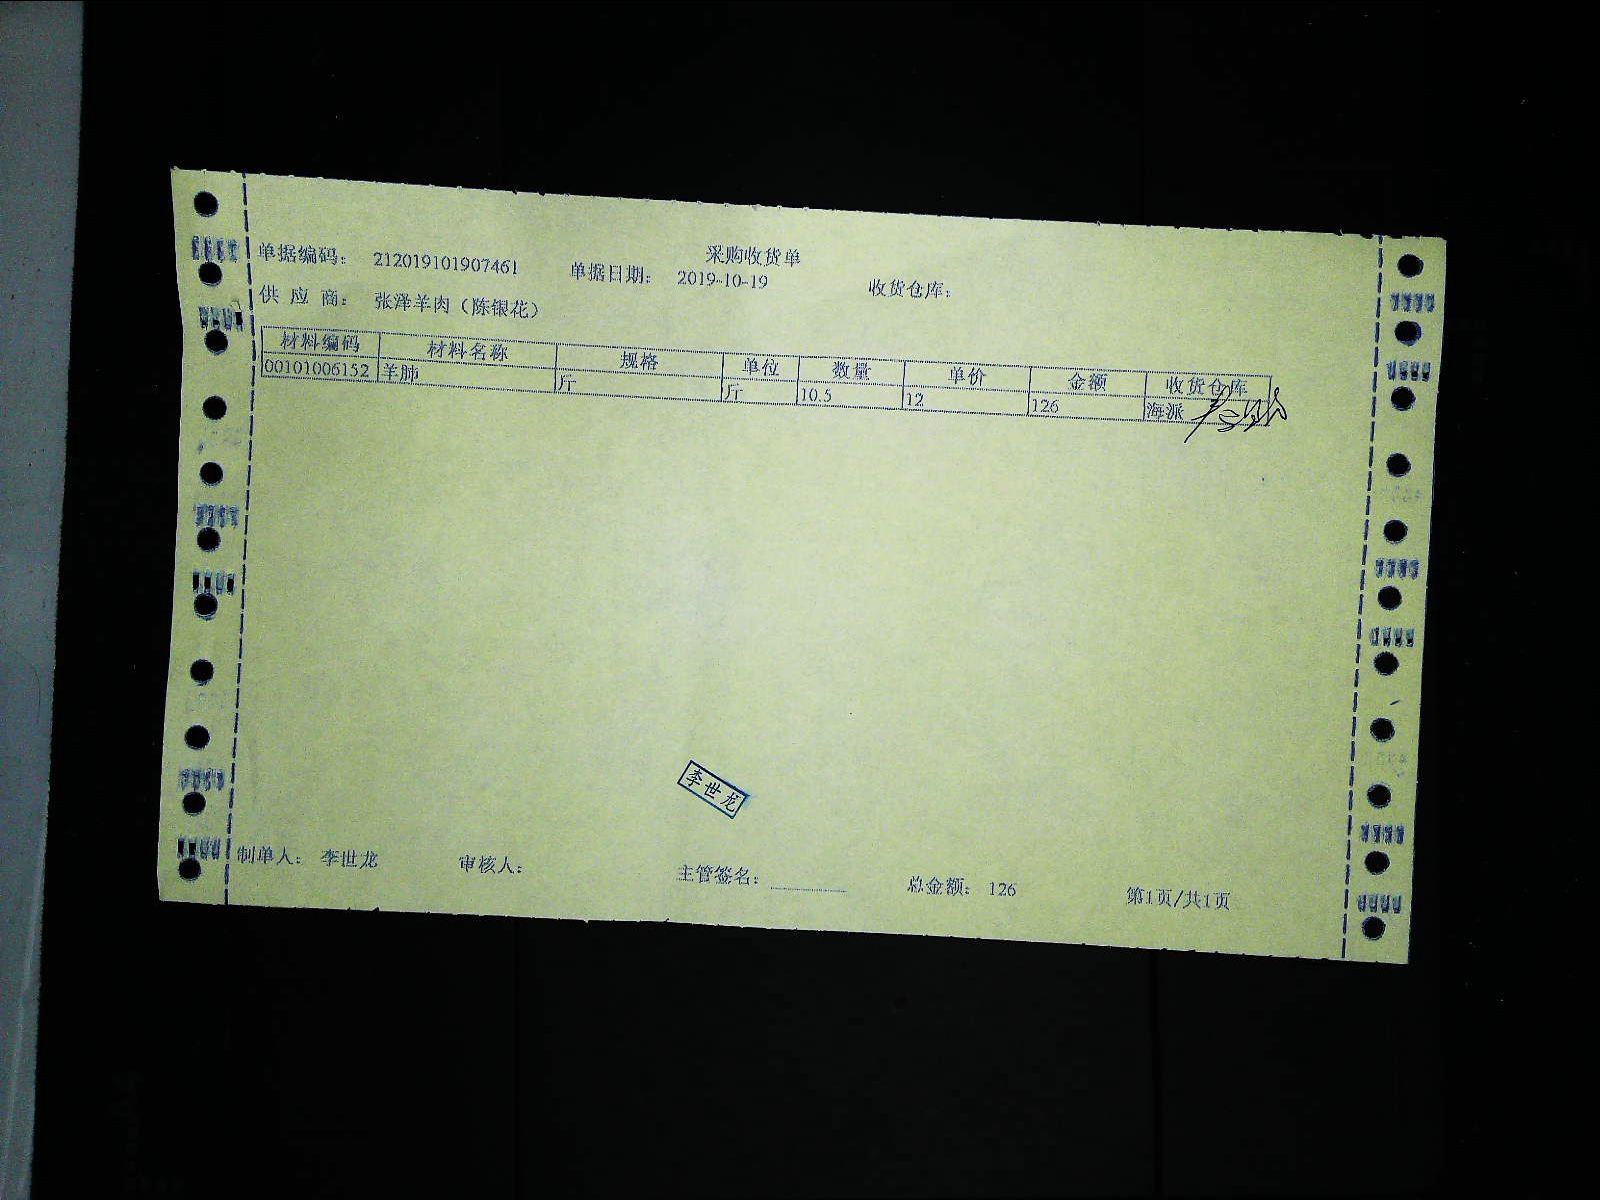 采购收货单
单据编码： 212019101907461 单据日期： 2019-10-19 收货仓库：
供 应 商： 张泽羊肉（陈银花）
材料编码 材料名称 规格 单位 数量 单价 金额 收货仓库
00101006152 羊肺 斤 斤 10.5 12 126 海派
李世龙
制单人： 李世龙 审核人： 主管签名： 总金额： 126 第1页/共1页